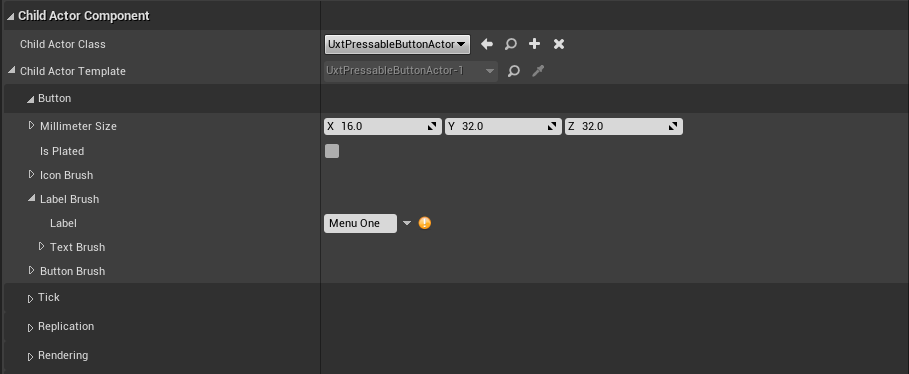 Child Actor Component
Child Actor Class UxtPressableButtonActor
Child Actor Template UxtPressableButtonActor-1
Button
Millimeter Size X 16.0 Y 32.0 Z 32.0
Is Plated
Icon Brush
Label Brush
Label Menu One
Text Brush
Button Brush
Tick
Replication
Rendering